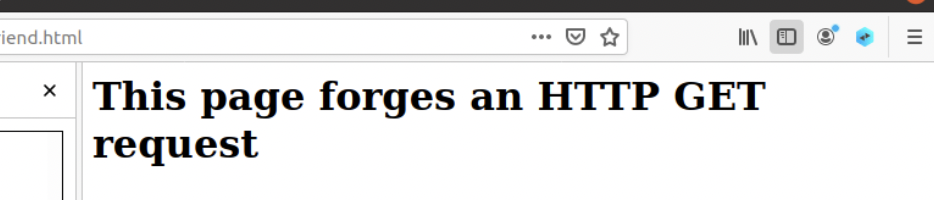 iend.html
This page forges an HTTP GET
request